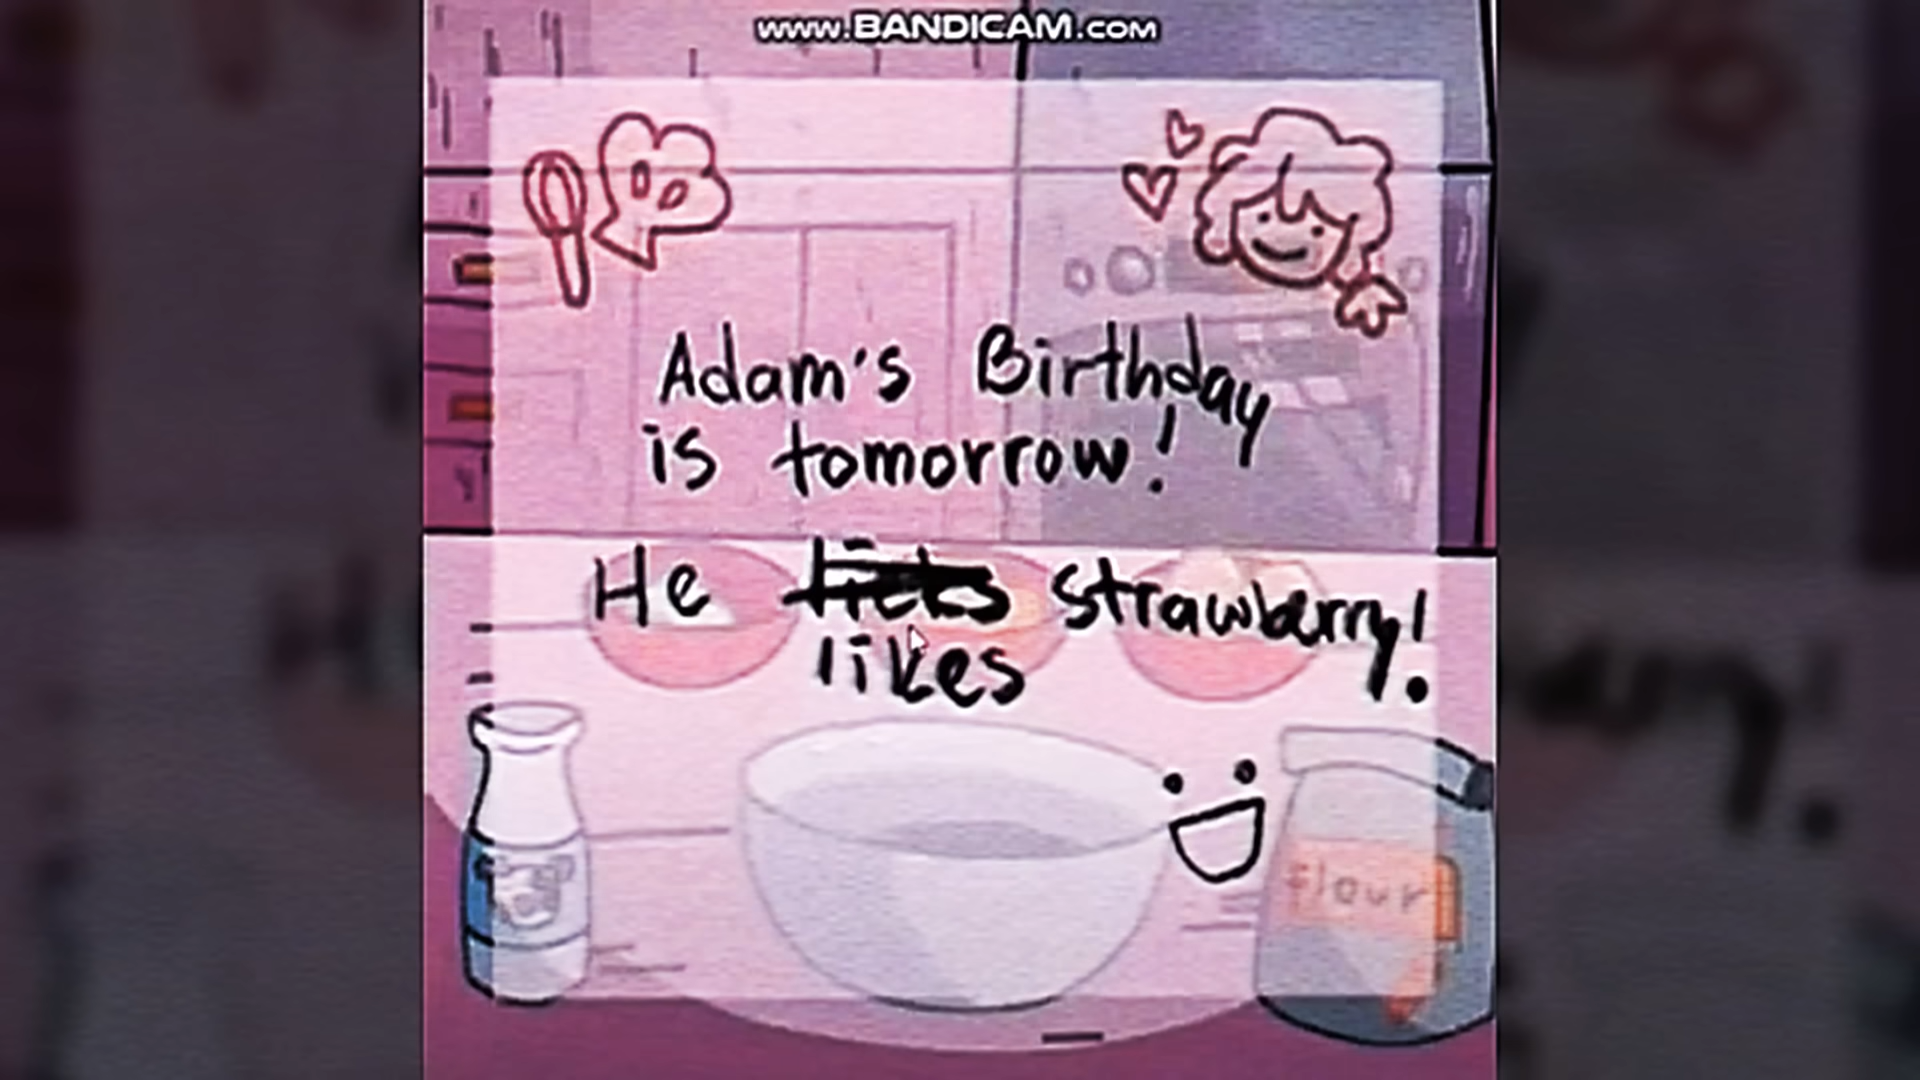 www.BANDICAM.com
Adam's Birthday
is tomorrow!
He strawberry!
likes
flour